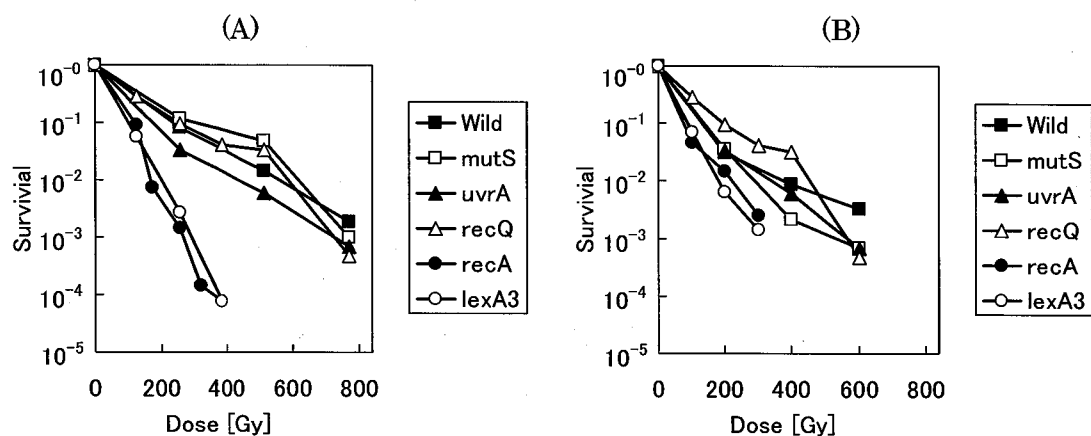 (A)
10⁻⁰
10⁻¹
10⁻²
10⁻³
10⁻⁴
10⁻⁵
Survivial
0 200 400 600 800
Dose [Gy]
Wild
mutS
uvrA
recQ
recA
lexA3
(B)
10⁻⁰
10⁻¹
10⁻²
10⁻³
10⁻⁴
10⁻⁵
Survivial
0 200 400 600 800
Dose [Gy]
Wild
mutS
uvrA
recQ
recA
lexA3